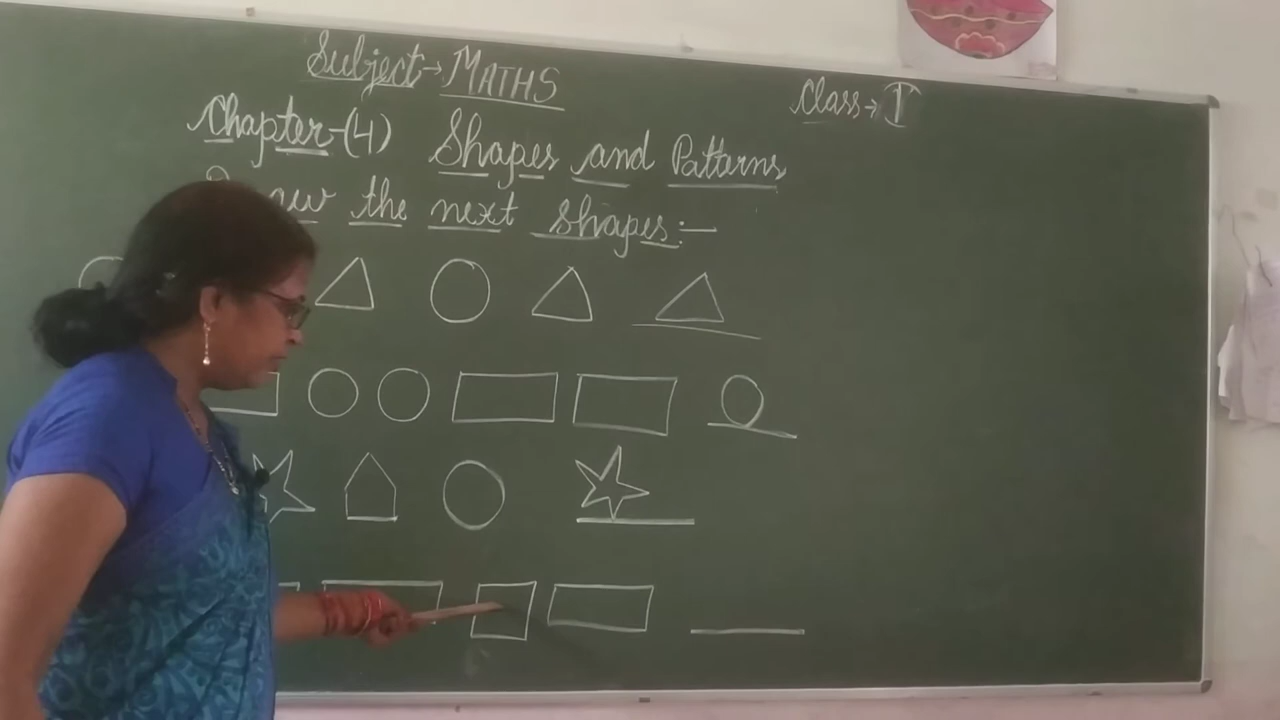 Subject→MATHS
Class→I
Chapter-(4) Shapes and Patterns
the next shapes:—